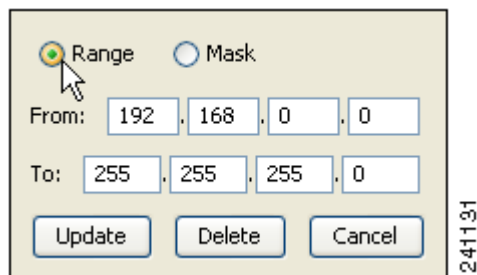 Range Mask
From: 192 . 168 . 0 . 0
To: 255 . 255 . 255 . 0
Update Delete Cancel
241131